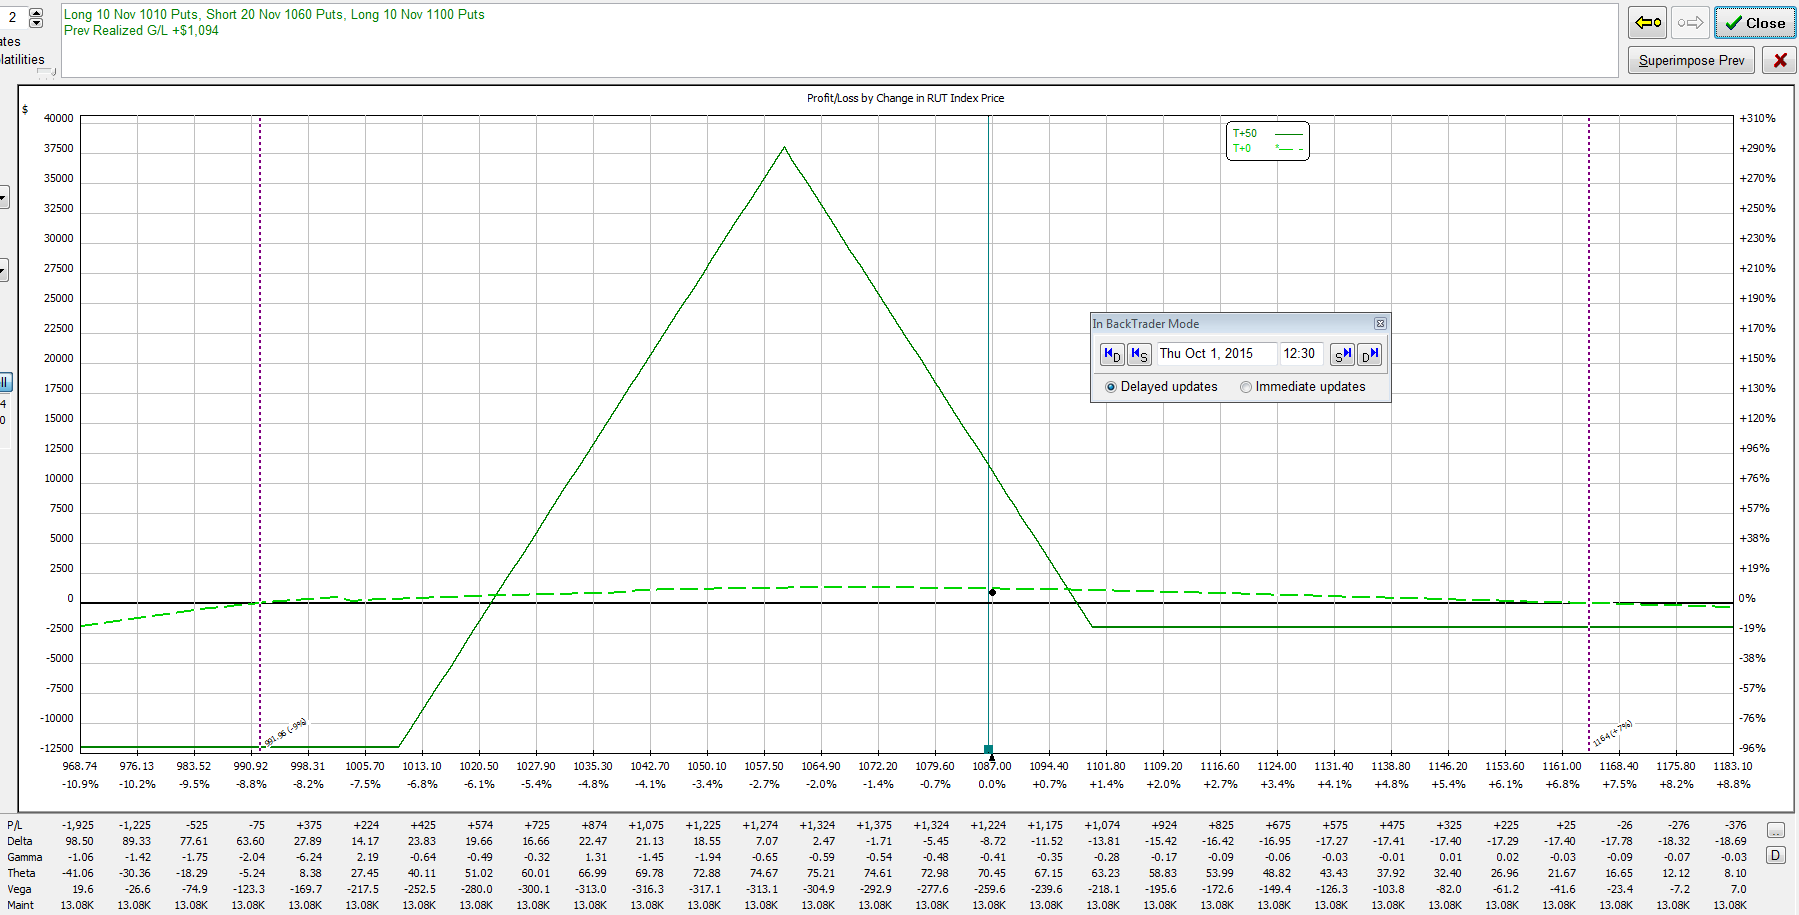 2
Long 10 Nov 1010 Puts, Short 20 Nov 1060 Puts, Long 10 Nov 1100 Puts
Prev Realized G/L +$1,094
Close
ates
latilities
Superimpose Prev
Profit/Loss by Change in RUT Index Price
$
40000 +310%
37500 +290%
35000 +270%
32500 +250%
30000 +230%
27500 +210%
25000 +190%
22500 +170%
20000 +150%
17500 +130%
15000 +120%
12500 +96%
10000 +76%
7500 +57%
5000 +38%
2500 +19%
0 0%
-2500 -19%
-5000 -38%
-7500 -57%
-10000 -76%
-12500 -96%
T+50
T+0
In BackTrader Mode
D S Thu Oct 1, 2015 12:30 S D
Delayed updates Immediate updates
ll
4
0
991.96 (-9%)
1164 (+7%)
968.74 976.13 983.52 990.92 998.31 1005.70 1013.10 1020.50 1027.90 1035.30 1042.70 1050.10 1057.50 1064.90 1072.20 1079.60 1087.00 1094.40 1101.80 1109.20 1116.60 1124.00 1131.40 1138.80 1146.20 1153.60 1161.00 1168.40 1175.80 1183.10
-10.9% -10.2% -9.5% -8.8% -8.2% -7.5% -6.8% -6.1% -5.4% -4.8% -4.1% -3.4% -2.7% -2.0% -1.4% -0.7% 0.0% +0.7% +1.4% +2.0% +2.7% +3.4% +4.1% +4.8% +5.4% +6.1% +6.8% +7.5% +8.2% +8.8%
P/L -1,925 -1,225 -525 -75 +375 +224 +425 +574 +725 +874 +1,075 +1,225 +1,274 +1,324 +1,375 +1,324 +1,224 +1,175 +1,074 +924 +825 +675 +575 +475 +325 +225 +25 -26 -276 -376
Delta 98.50 89.33 77.61 63.60 27.89 14.17 23.83 19.66 16.66 22.47 21.13 18.55 7.07 2.47 -1.71 -5.45 -8.72 -11.52 -13.81 -15.42 -16.42 -16.95 -17.27 -17.41 -17.40 -17.29 -17.40 -17.78 -18.32 -18.69
Gamma -1.06 -1.42 -1.75 -2.04 -6.24 2.19 -0.64 -0.49 -0.32 1.31 -1.45 -1.94 -0.65 -0.59 -0.54 -0.48 -0.41 -0.35 -0.28 -0.17 -0.09 -0.06 -0.03 -0.01 0.01 0.02 -0.03 -0.09 -0.07 -0.03
Theta -41.06 -30.36 -18.29 -5.24 8.38 27.45 40.11 51.02 60.01 66.99 69.78 72.88 74.67 75.21 74.61 72.98 70.45 67.15 63.23 58.83 53.99 48.82 43.43 37.92 32.40 26.96 21.67 16.65 12.12 8.10
Vega 19.6 -26.6 -74.9 -123.3 -169.7 -217.5 -252.5 -280.0 -300.1 -313.0 -316.3 -317.1 -313.1 -304.9 -292.9 -277.6 -259.6 -239.6 -218.1 -195.6 -172.6 -149.4 -126.3 -103.8 -82.0 -61.2 -41.6 -23.4 -7.2 7.0
Maint 13.08K 13.08K 13.08K 13.08K 13.08K 13.08K 13.08K 13.08K 13.08K 13.08K 13.08K 13.08K 13.08K 13.08K 13.08K 13.08K 13.08K 13.08K 13.08K 13.08K 13.08K 13.08K 13.08K 13.08K 13.08K 13.08K 13.08K 13.08K 13.08K 13.08K
...
D